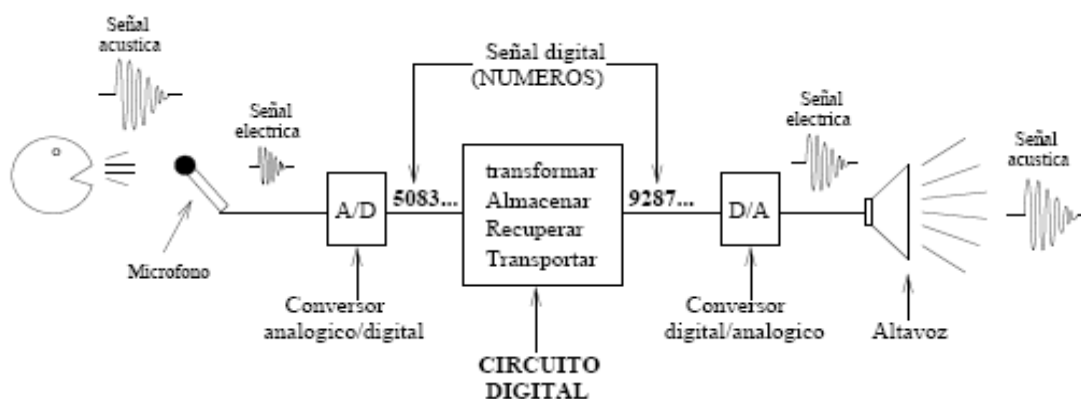 Señal
acustica
Señal
electrica
Microfono
A/D
Conversor
analogico/digital
Señal digital
(NUMEROS)
5083...
transformar
Almacenar
Recuperar
Transportar
CIRCUITO
DIGITAL
9287...
D/A
Conversor
digital/analogico
Señal
electrica
Altavoz
Señal
acustica